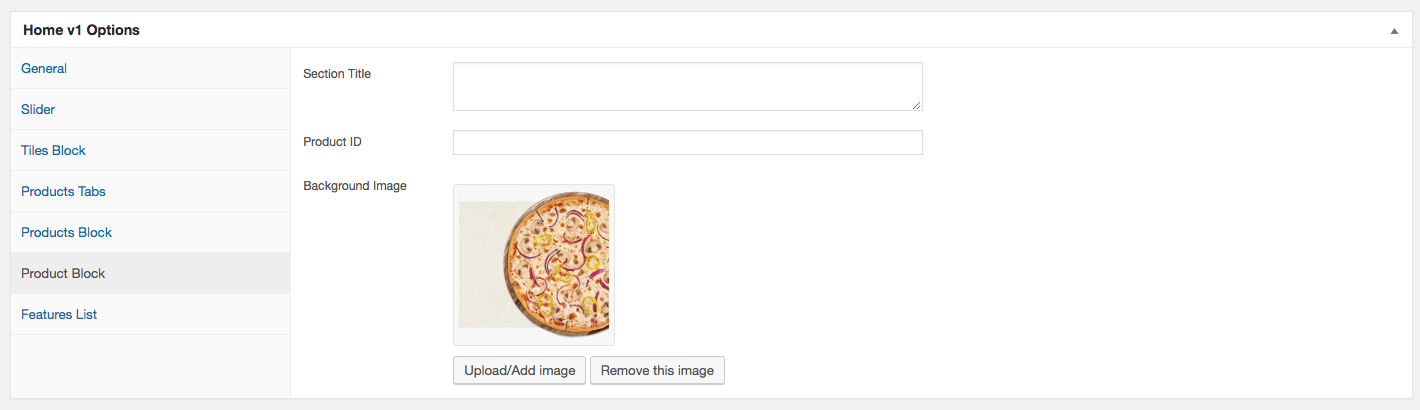 Home v1 Options
General
Slider
Tiles Block
Products Tabs
Products Block
Product Block
Features List
Section Title
Product ID
Background Image
Upload/Add image Remove this image